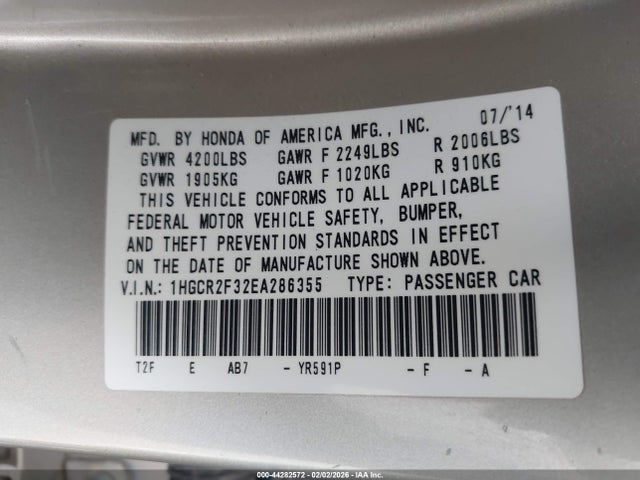 07/'14
MFD. BY HONDA OF AMERICA MFG., INC.
GVWR 4200LBS GAWR F 2249LBS R 2006LBS
GVWR 1905KG GAWR F 1020KG R 910KG
THIS VEHICLE CONFORMS TO ALL APPLICABLE
FEDERAL MOTOR VEHICLE SAFETY, BUMPER,
AND THEFT PREVENTION STANDARDS IN EFFECT
ON THE DATE OF MANUFACTURE SHOWN ABOVE.
V.I.N.: 1HGCR2F32EA286355 TYPE: PASSENGER CAR
T2F E AB7 - YR591P - F - A
000-44282572 - 02/02/2026 - IAA Inc.